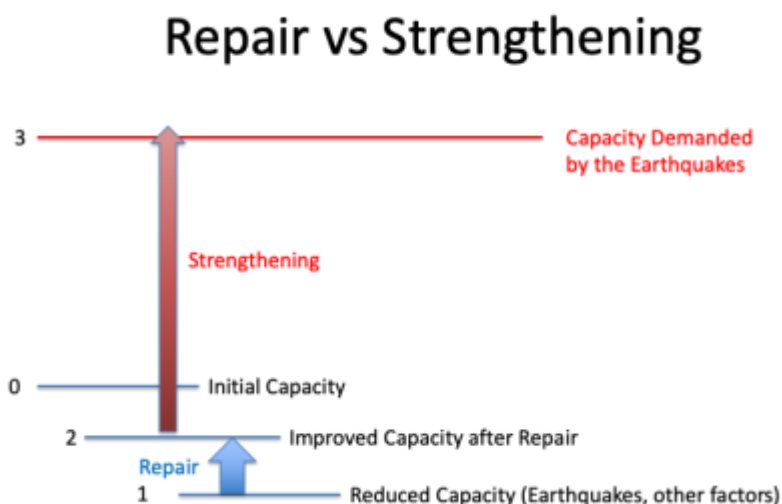 Repair vs Strengthening
3
Capacity Demanded
by the Earthquakes
Strengthening
0
Initial Capacity
2
Improved Capacity after Repair
Repair
1
Reduced Capacity (Earthquakes, other factors)